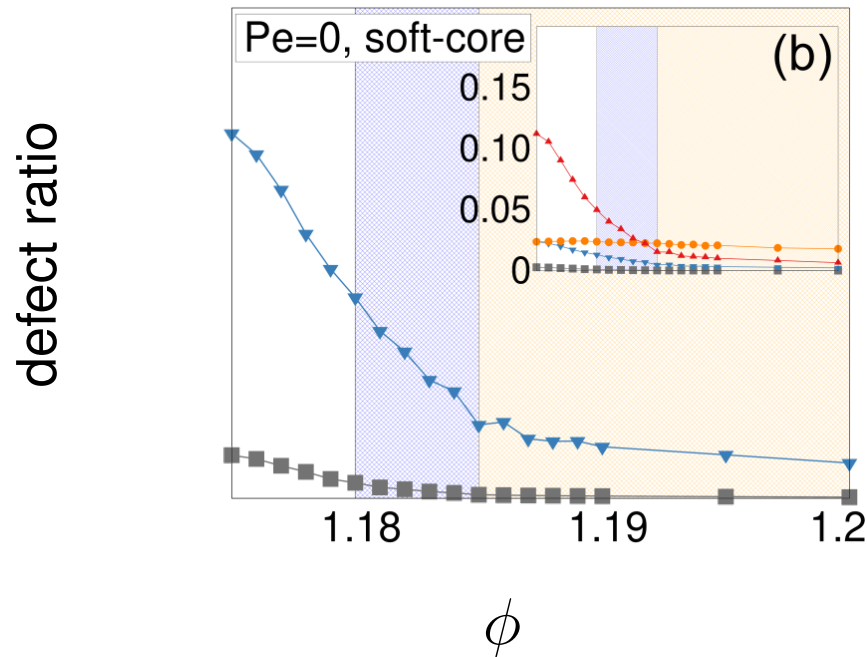 Pe=0, soft-core
(b)
0.15
0.10
0.05
0
defect ratio
1.18
1.19
1.2
ϕ